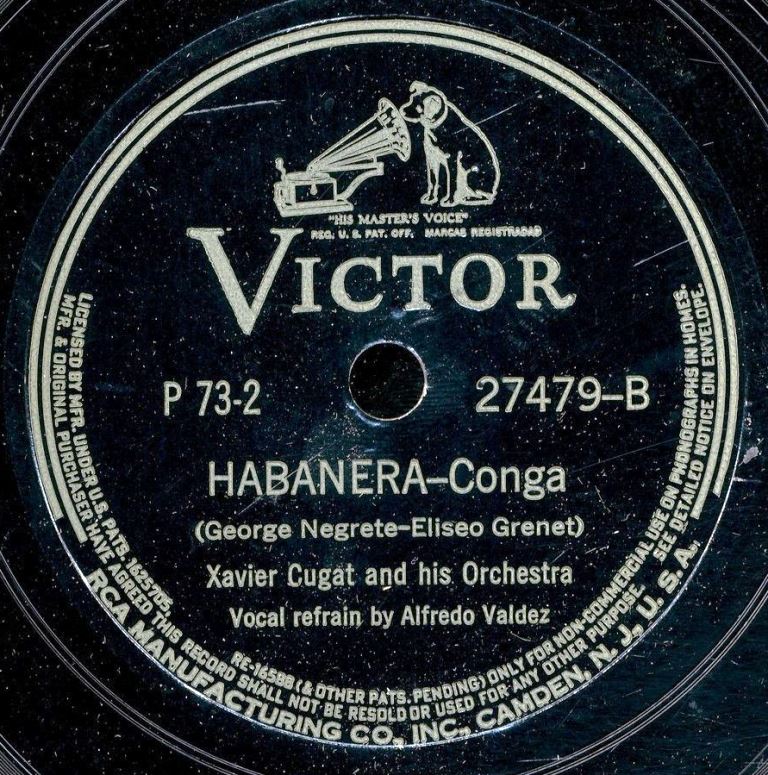 "HIS MASTER'S VOICE"
REG. U. S. PAT. OFF. MARCAS REGISTRADAS
VICTOR
P 73-2
27479-B
HABANERA-Conga
(George Negrete-Eliseo Grenet)
Xavier Cugat and his Orchestra
Vocal refrain by Alfredo Valdez
LICENSED BY MFR. UNDER U.S. PATS. 1625705, RE-16588 (& OTHER PATS. PENDING) ONLY FOR NON-COMMERCIAL USE ON PHONOGRAPHS IN HOMES.
MFR. & ORIGINAL PURCHASER HAVE AGREED THIS RECORD SHALL NOT BE RESOLD OR USED FOR ANY OTHER PURPOSE. SEE DETAILED NOTICE ON ENVELOPE.
RCA MANUFACTURING CO., INC., CAMDEN, N. J., U. S. A.